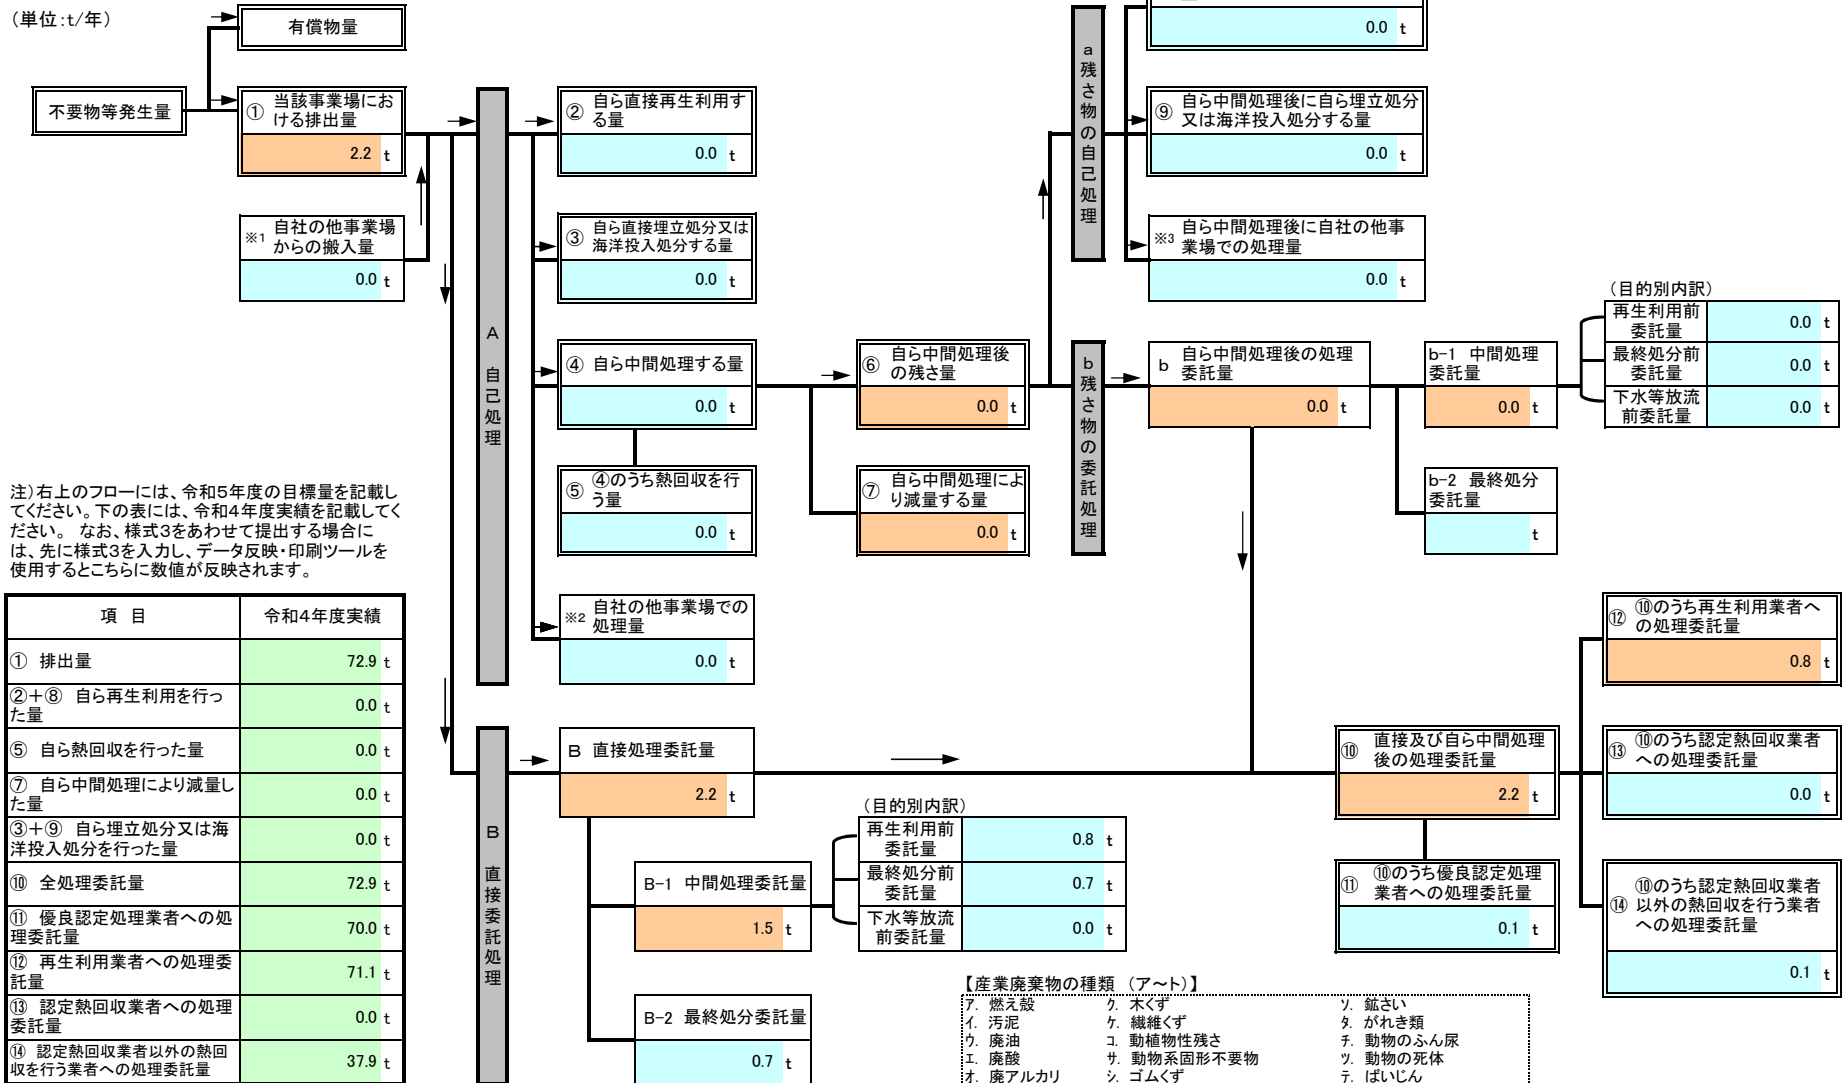 (単位:t/年)
有償物量
不要物等発生量
① 当該事業場にお
ける排出量
2.2 t
※1 自社の他事業場
からの搬入量
0.0 t
A 自己処理
② 自ら直接再生利用す
る量
0.0 t
③ 自ら直接埋立処分又は
海洋投入処分する量
0.0 t
④ 自ら中間処理する量
0.0 t
⑤ ④のうち熱回収を行
う量
0.0 t
※2 自社の他事業場での
処理量
0.0 t
⑥ 自ら中間処理後
の残さ量
0.0 t
⑦ 自ら中間処理によ
り減量する量
0.0 t
a 残さ物の自己処理
0.0 t
⑨ 自ら中間処理後に自ら埋立処分
又は海洋投入処分する量
0.0 t
※3 自ら中間処理後に自社の他事
業場での処理量
0.0 t
b 残さ物の委託処理
b 自ら中間処理後の処理
委託量
0.0 t
b-1 中間処理
委託量
0.0 t
b-2 最終処分
委託量
t
(目的別内訳)
再生利用前
委託量
0.0 t
最終処分前
委託量
0.0 t
下水等放流
前委託量
0.0 t
注)右上のフローには、令和5年度の目標量を記載し
てください。下の表には、令和4年度実績を記載してく
ださい。 なお、様式3をあわせて提出する場合に
は、先に様式3を入力し、データ反映・印刷ツールを
使用するとこちらに数値が反映されます。
項 目 令和4年度実績
① 排出量 72.9 t
②+⑧ 自ら再生利用を行っ
た量 0.0 t
⑤ 自ら熱回収を行った量 0.0 t
⑦ 自ら中間処理により減量し
た量 0.0 t
③+⑨ 自ら埋立処分又は海
洋投入処分を行った量 0.0 t
⑩ 全処理委託量 72.9 t
⑪ 優良認定処理業者への処
理委託量 70.0 t
⑫ 再生利用業者への処理委
託量 71.1 t
⑬ 認定熱回収業者への処理
委託量 0.0 t
⑭ 認定熱回収業者以外の熱回
収を行う業者への処理委託量 37.9 t
B 直接委託処理
B 直接処理委託量
2.2 t
B-1 中間処理委託量
1.5 t
B-2 最終処分委託量
0.7 t
(目的別内訳)
再生利用前
委託量
0.8 t
最終処分前
委託量
0.7 t
下水等放流
前委託量
0.0 t
⑩ 直接及び自ら中間処理
後の処理委託量
2.2 t
⑪ ⑩のうち優良認定処理
業者への処理委託量
0.1 t
⑫ ⑩のうち再生利用業者へ
の処理委託量
0.8 t
⑬ ⑩のうち認定熱回収業者
への処理委託量
0.0 t
⑭ ⑩のうち認定熱回収業者
以外の熱回収を行う業者
への処理委託量
0.1 t
【産業廃棄物の種類 (ア~ト)】
ア. 燃え殻 ク. 木くず ソ. 鉱さい
イ. 汚泥 ケ. 繊維くず タ. がれき類
ウ. 廃油 コ. 動植物性残さ チ. 動物のふん尿
エ. 廃酸 サ. 動物系固形不要物 ツ. 動物の死体
オ. 廃アルカリ シ. ゴムくず テ. ばいじん